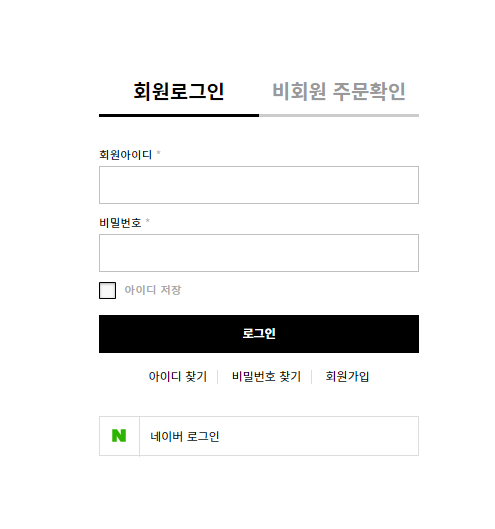 회원로그인 비회원 주문확인
회원아이디 *
비밀번호 *
아이디 저장
로그인
아이디 찾기 비밀번호 찾기 회원가입
N 네이버 로그인